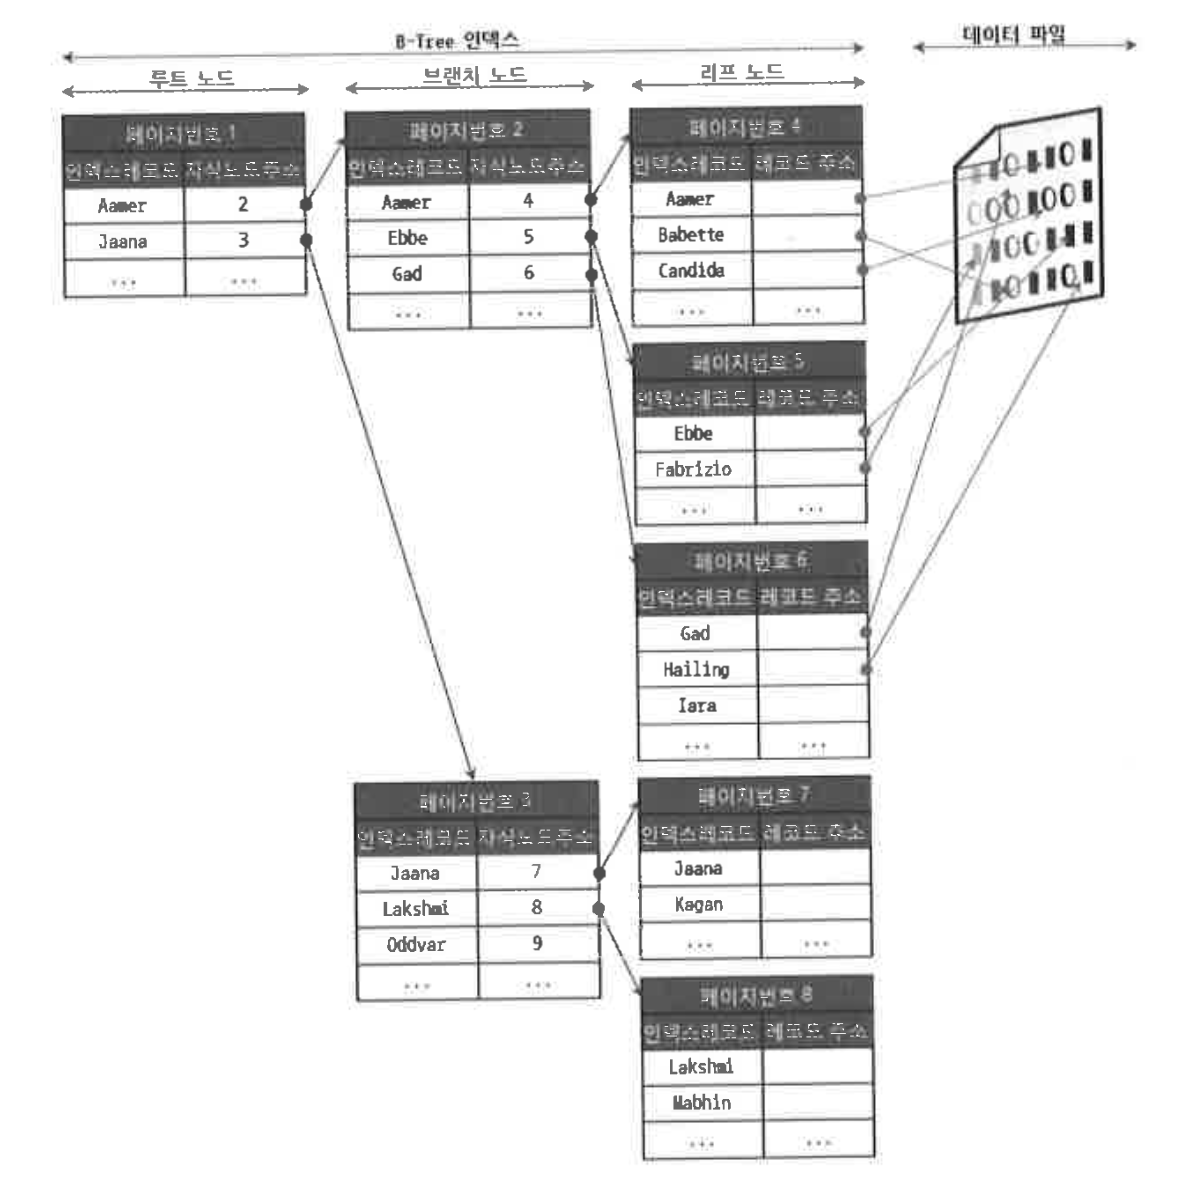 B-Tree 인덱스
데이터 파일
루트 노드
브랜치 노드
리프 노드
페이지번호 1
인덱스레코드 자식노드주소
Aamer 2
Jaana 3
... ...
페이지번호 2
인덱스레코드 자식노드주소
Aamer 4
Ebbe 5
Gad 6
... ...
페이지번호 4
인덱스레코드 레코드 주소
Aamer
Babette
Candida
... ...
페이지번호 5
인덱스레코드 레코드 주소
Ebbe
Fabrizio
... ...
페이지번호 6
인덱스레코드 레코드 주소
Gad
Hailing
Iara
... ...
페이지번호 3
인덱스레코드 자식노드주소
Jaana 7
Lakshmi 8
Oddvar 9
... ...
페이지번호 7
인덱스레코드 레코드 주소
Jaana
Kagan
... ...
페이지번호 8
인덱스레코드 레코드 주소
Lakshmi
Mabhin
... ...